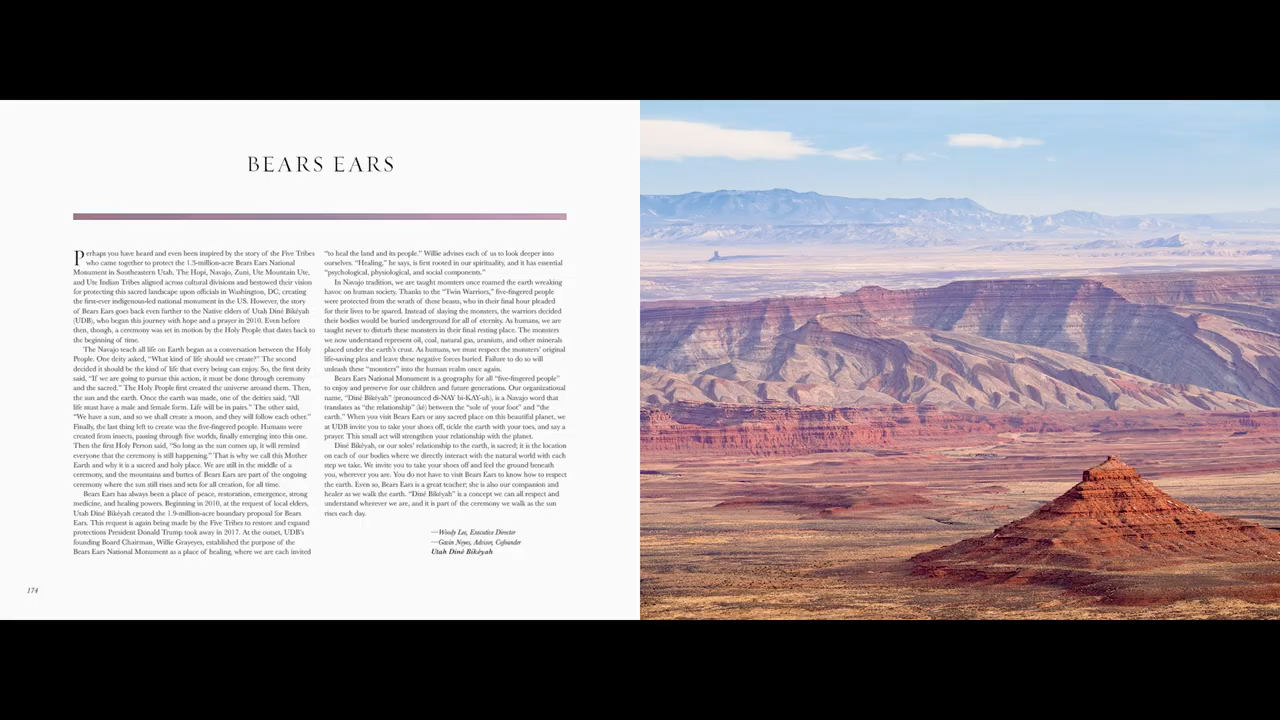 BEARS EARS
Perhaps you have heard and even been inspired by the story of the Five Tribes
who came together to protect the 1.3-million-acre Bears Ears National
Monument in Southeastern Utah. The Hopi, Navajo, Zuni, Ute Mountain Ute,
and Ute Indian Tribes aligned across cultural divisions and bestowed their vision
for protecting this sacred landscape upon officials in Washington, DC, creating
the first-ever indigenous-led national monument in the US. However, the story
of Bears Ears goes back even further to the Native elders of Utah Diné Bikéyah
(UDB), who began this journey with hope and a prayer in 2010. Even before
then, though, a ceremony was set in motion by the Holy People that dates back to
the beginning of time.
The Navajo teach all life on Earth began as a conversation between the Holy
People. One deity asked, “What kind of life should we create?” The second
decided it should be the kind of life that every being can enjoy. So, the first deity
said, “If we are going to pursue this action, it must be done through ceremony
and the sacred.” The Holy People first created the universe around them. Then,
the sun and the earth. Once the earth was made, one of the deities said, “All
life must have a male and female form. Life will be in pairs.” The other said,
“We have a sun, and so we shall create a moon, and they will follow each other.”
Finally, the last thing left to create was the five-fingered people. Humans were
created from insects, passing through five worlds, finally emerging into this one.
Then the first Holy Person said, “So long as the sun comes up, it will remind
everyone that the ceremony is still happening.” That is why we call this Mother
Earth and why it is a sacred and holy place. We are still in the middle of a
ceremony, and the mountains and buttes of Bears Ears are part of the ongoing
ceremony where the sun still rises and sets for all creation, for all time.
Bears Ears has always been a place of peace, restoration, emergence, strong
medicine, and healing powers. Beginning in 2010, at the request of local elders,
Utah Diné Bikéyah created the 1.9-million-acre boundary proposal for Bears
Ears. This request is again being made by the Five Tribes to restore and expand
protections President Donald Trump took away in 2017. At the outset, UDB’s
founding Board Chairman, Willie Grayeyes, established the purpose of the
Bears Ears National Monument as a place of healing, where we are each invited
“to heal the land and its people.” Willie advises each of us to look deeper into
ourselves. “Healing,” he says, is first rooted in our spirituality, and it has essential
“psychological, physiological, and social components.”
In Navajo tradition, we are taught monsters once roamed the earth wreaking
havoc on human society. Thanks to the “Twin Warriors,” five-fingered people
were protected from the wrath of these beasts, who in their final hour pleaded
for their lives to be spared. Instead of slaying the monsters, the warriors decided
their bodies would be buried underground for all of eternity. As humans, we are
taught never to disturb these monsters in their final resting place. The monsters
we now understand represent oil, coal, natural gas, uranium, and other minerals
placed under the earth’s crust. As humans, we must respect the monsters’ original
life-saving plea and leave these negative forces buried. Failure to do so will
unleash these “monsters” into the human realm once again.
Bears Ears National Monument is a geography for all “five-fingered people”
to enjoy and preserve for our children and future generations. Our organizational
name, “Diné Bikéyah” (pronounced di-NAY bi-KAY-uh), is a Navajo word that
translates as “the relationship” (ké) between the “sole of your foot” and “the
earth.” When you visit Bears Ears or any sacred place on this beautiful planet, we
at UDB invite you to take your shoes off, tickle the earth with your toes, and say a
prayer. This small act will strengthen your relationship with the planet.
Diné Bikéyah, or our soles’ relationship to the earth, is sacred; it is the location
on each of our bodies where we directly interact with the natural world with each
step we take. We invite you to take your shoes off and feel the ground beneath
you, wherever you are. You do not have to visit Bears Ears to know how to respect
the earth. Even so, Bears Ears is a great teacher; she is also our companion and
healer as we walk the earth. “Diné Bikéyah” is a concept we can all respect and
understand wherever we are, and it is part of the ceremony we walk as the sun
rises each day.
—Woody Lee, Executive Director
—Gavin Noyes, Advisor, Cofounder
Utah Diné Bikéyah
174